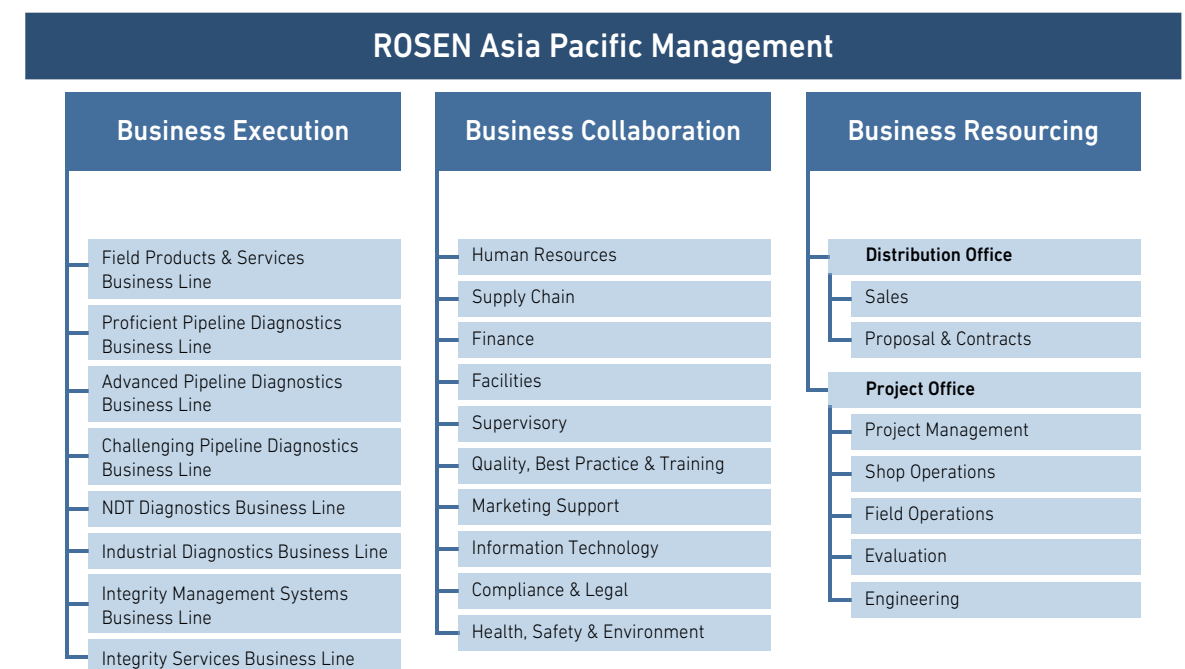 ROSEN Asia Pacific Management
Business Execution
Field Products & Services
Business Line
Proficient Pipeline Diagnostics
Business Line
Advanced Pipeline Diagnostics
Business Line
Challenging Pipeline Diagnostics
Business Line
NDT Diagnostics Business Line
Industrial Diagnostics Business Line
Integrity Management Systems
Business Line
Integrity Services Business Line
Business Collaboration
Human Resources
Supply Chain
Finance
Facilities
Supervisory
Quality, Best Practice & Training
Marketing Support
Information Technology
Compliance & Legal
Health, Safety & Environment
Business Resourcing
Distribution Office
Sales
Proposal & Contracts
Project Office
Project Management
Shop Operations
Field Operations
Evaluation
Engineering